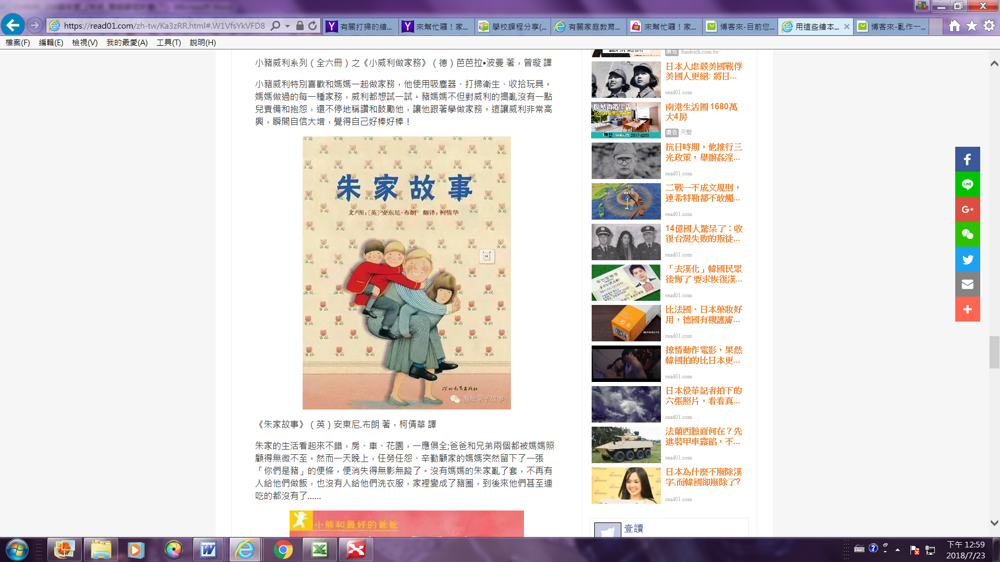 https://read01.com/zh-tw/Ka3zRR.html#.W1VfsYkVFD8
有關打掃的繪...
來幫忙囉！家...
學校課程分享(...
有關家庭教育...
來幫忙囉！家...
博客來-目前您...
用這些繪本...
博客來-亂作一...
檔案(F) 編輯(E) 檢視(V) 我的最愛(A) 工具(T) 說明(H)
小豬威利系列（全六冊）之《小威利做家務》（德）芭芭拉•波曼 著，曾璇 譯
小豬威利特別喜歡和媽媽一起做家務，他使用吸塵器、打掃衛生、收拾玩具。
媽媽做過的每一種家務，威利都想試一試。豬媽媽不但對威利的搗亂沒有一點
兒責備和抱怨，還不停地稱讚和鼓勵他，讓他跟著學做家務。這讓威利非常高
興，瞬間自信大增，覺得自己好棒好棒！
朱家故事
文·图：[英]安东尼·布朗 翻译：柯倩华
河北教育出版社
魔绘亲子故事
《朱家故事》（英）安東尼.布朗 著，柯倩華 譯
朱家的生活看起來不錯，房、車、花園，一應俱全;爸爸和兄弟兩個都被媽媽照
顧得無微不至。然而一天晚上，任勞任怨、辛勤顧家的媽媽突然留下了一張
「你們是豬」的便條，便消失得無影無蹤了。沒有媽媽的朱家亂了套，不再有
人給他們做飯，也沒有人給他們洗衣服，家裡變成了豬圈，到後來他們甚至連
吃的都沒有了......
小熊和最好的爸爸
廣告 fundrich.com.tw
日本人虐殺美國戰俘
美國人更絕: 將日...
read01.com
2517-2233
南港生活圈 1680萬
大4房
廣告 天墅
抗日時期，他推行三
光政策，舉辦姦淫...
read01.com
二戰一不成文規則，
連希特勒都不敢觸...
read01.com
14億國人驚呆了：收
復台灣失敗的叛徒...
read01.com
「去漢化」韓國民眾
後悔了 要求恢復漢...
read01.com
比法國、日本藥妝好
用，德國有機護膚...
read01.com
撩情動作電影，果然
韓國拍的比日本更...
read01.com
日本侵華記者拍下的
六張照片，看看真...
read01.com
法蘭西臉面何在？先
進裝甲車露餡，不...
read01.com
日本為什麼不廢除漢
字,而韓國卻廢除了?
read01.com
壹讀
LINE
G+
下午 12:59
2018/7/23